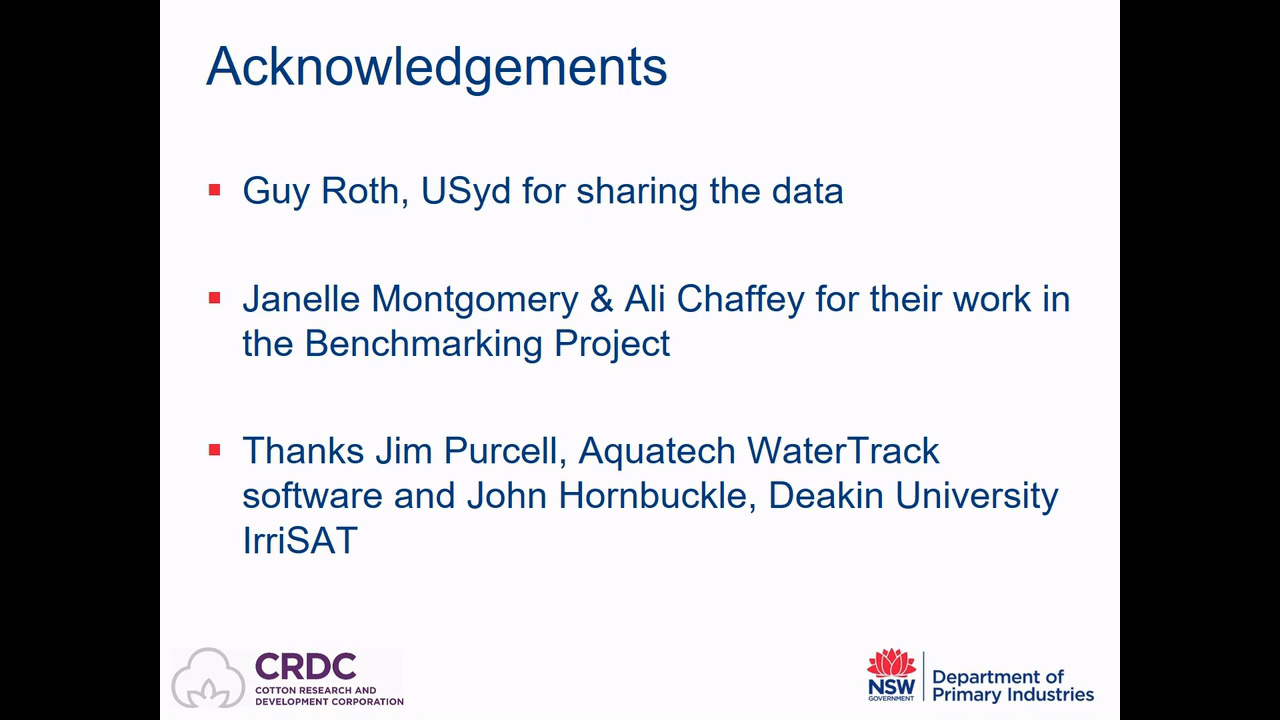 Acknowledgements
Guy Roth, USyd for sharing the data
Janelle Montgomery & Ali Chaffey for their work in
the Benchmarking Project
Thanks Jim Purcell, Aquatech WaterTrack
software and John Hornbuckle, Deakin University
IrriSAT
CRDC
COTTON RESEARCH AND
DEVELOPMENT CORPORATION
NSW
GOVERNMENT
Department of
Primary Industries